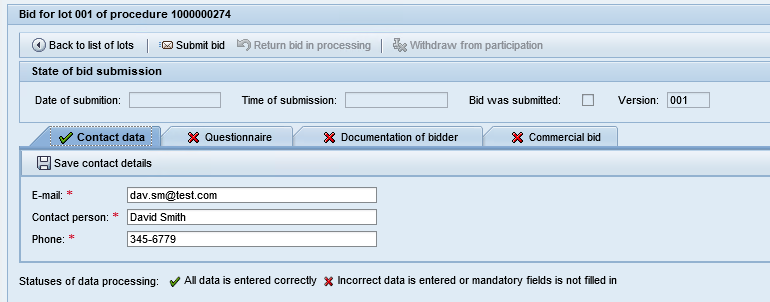 Bid for lot 001 of procedure 1000000274
Back to list of lots Submit bid Return bid in processing Withdraw from participation
State of bid submission
Date of submition: Time of submission: Bid was submitted: Version: 001
Contact data Questionnaire Documentation of bidder Commercial bid
Save contact details
E-mail: * dav.sm@test.com
Contact person: * David Smith
Phone: * 345-6779
Statuses of data processing: All data is entered correctly Incorrect data is entered or mandatory fields is not filled in